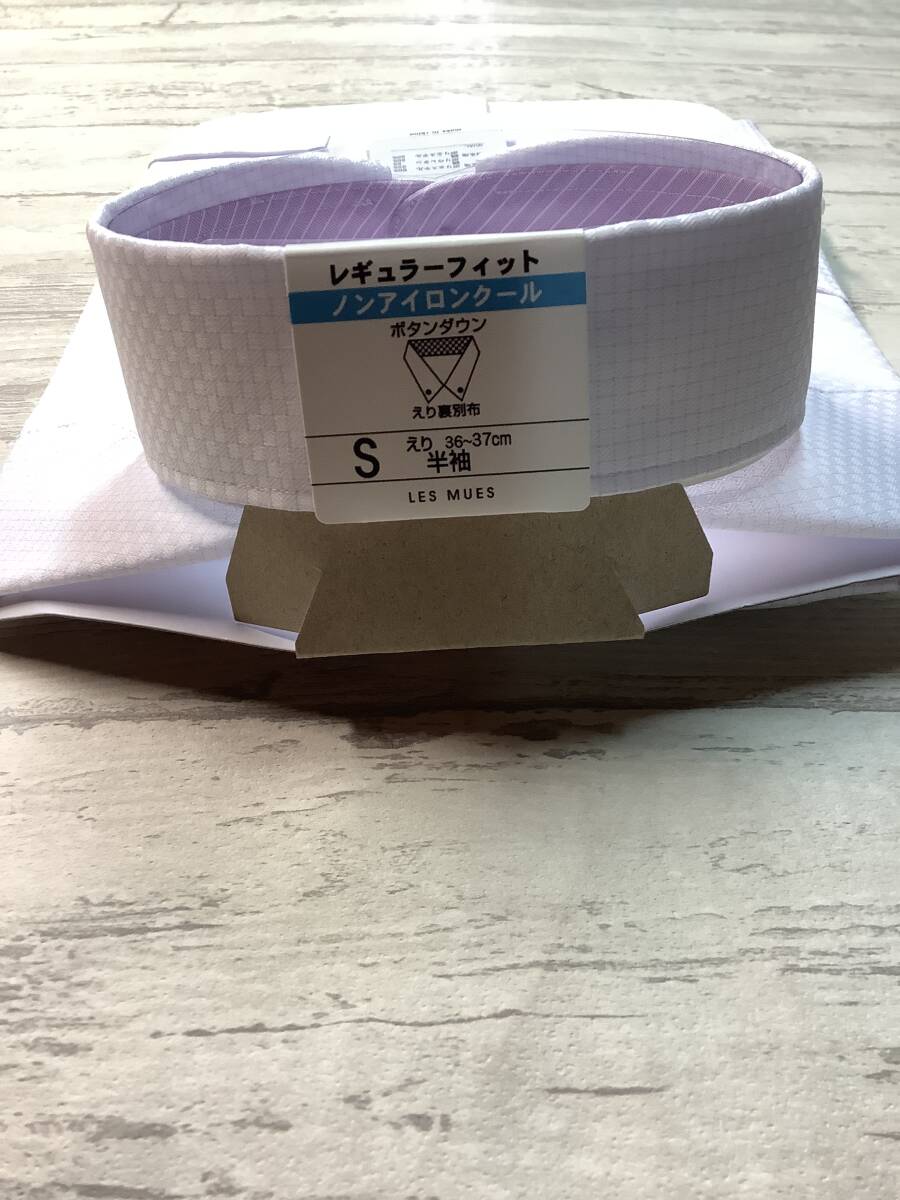 レギュラーフィット
ノンアイロンクール
ボタンダウン
えり裏別布
S えり 36~37cm
半袖
LES MUES